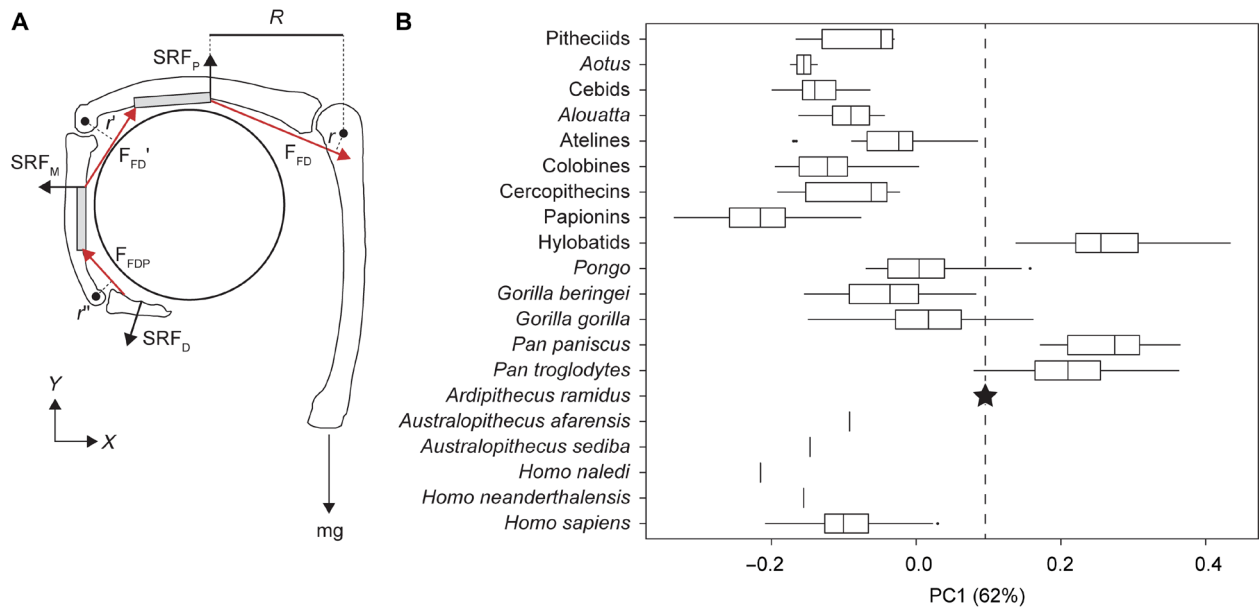 A
R
SRF_P
r'
F_FD'
r
F_FD
SRF_M
F_FDP
r"
SRF_D
Y
X
mg
B
Pitheciids
Aotus
Cebids
Alouatta
Atelines
Colobines
Cercopithecins
Papionins
Hylobatids
Pongo
Gorilla beringei
Gorilla gorilla
Pan paniscus
Pan troglodytes
Ardipithecus ramidus
Australopithecus afarensis
Australopithecus sediba
Homo naledi
Homo neanderthalensis
Homo sapiens
−0.2 0.0 0.2 0.4
PC1 (62%)